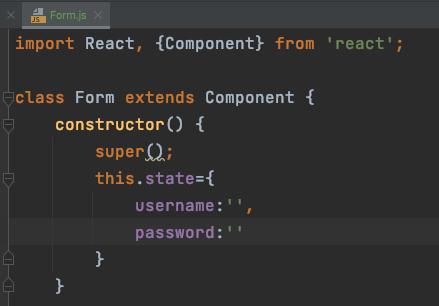 Form.js
import React, {Component} from 'react';
class Form extends Component {
constructor() {
super();
this.state={
username:'',
password:''
}
}